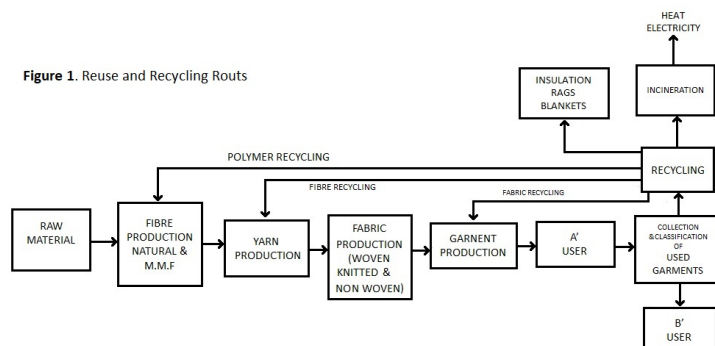 HEAT
ELECTRICITY
Figure 1. Reuse and Recycling Routs
INSULATION
RAGS
BLANKETS
INCINERATION
POLYMER RECYCLING
RECYCLING
FIBRE RECYCLING
FABRIC RECYCLING
RAW
MATERIAL
FIBRE
PRODUCTION
NATURAL &
M.M.F
YARN
PRODUCTION
FABRIC
PRODUCTION
(WOVEN
KNITTED &
NON WOVEN)
GARNENT
PRODUCTION
A'
USER
COLLECTION
&CLASSIFICATION
OF
USED
GARMENTS
B'
USER